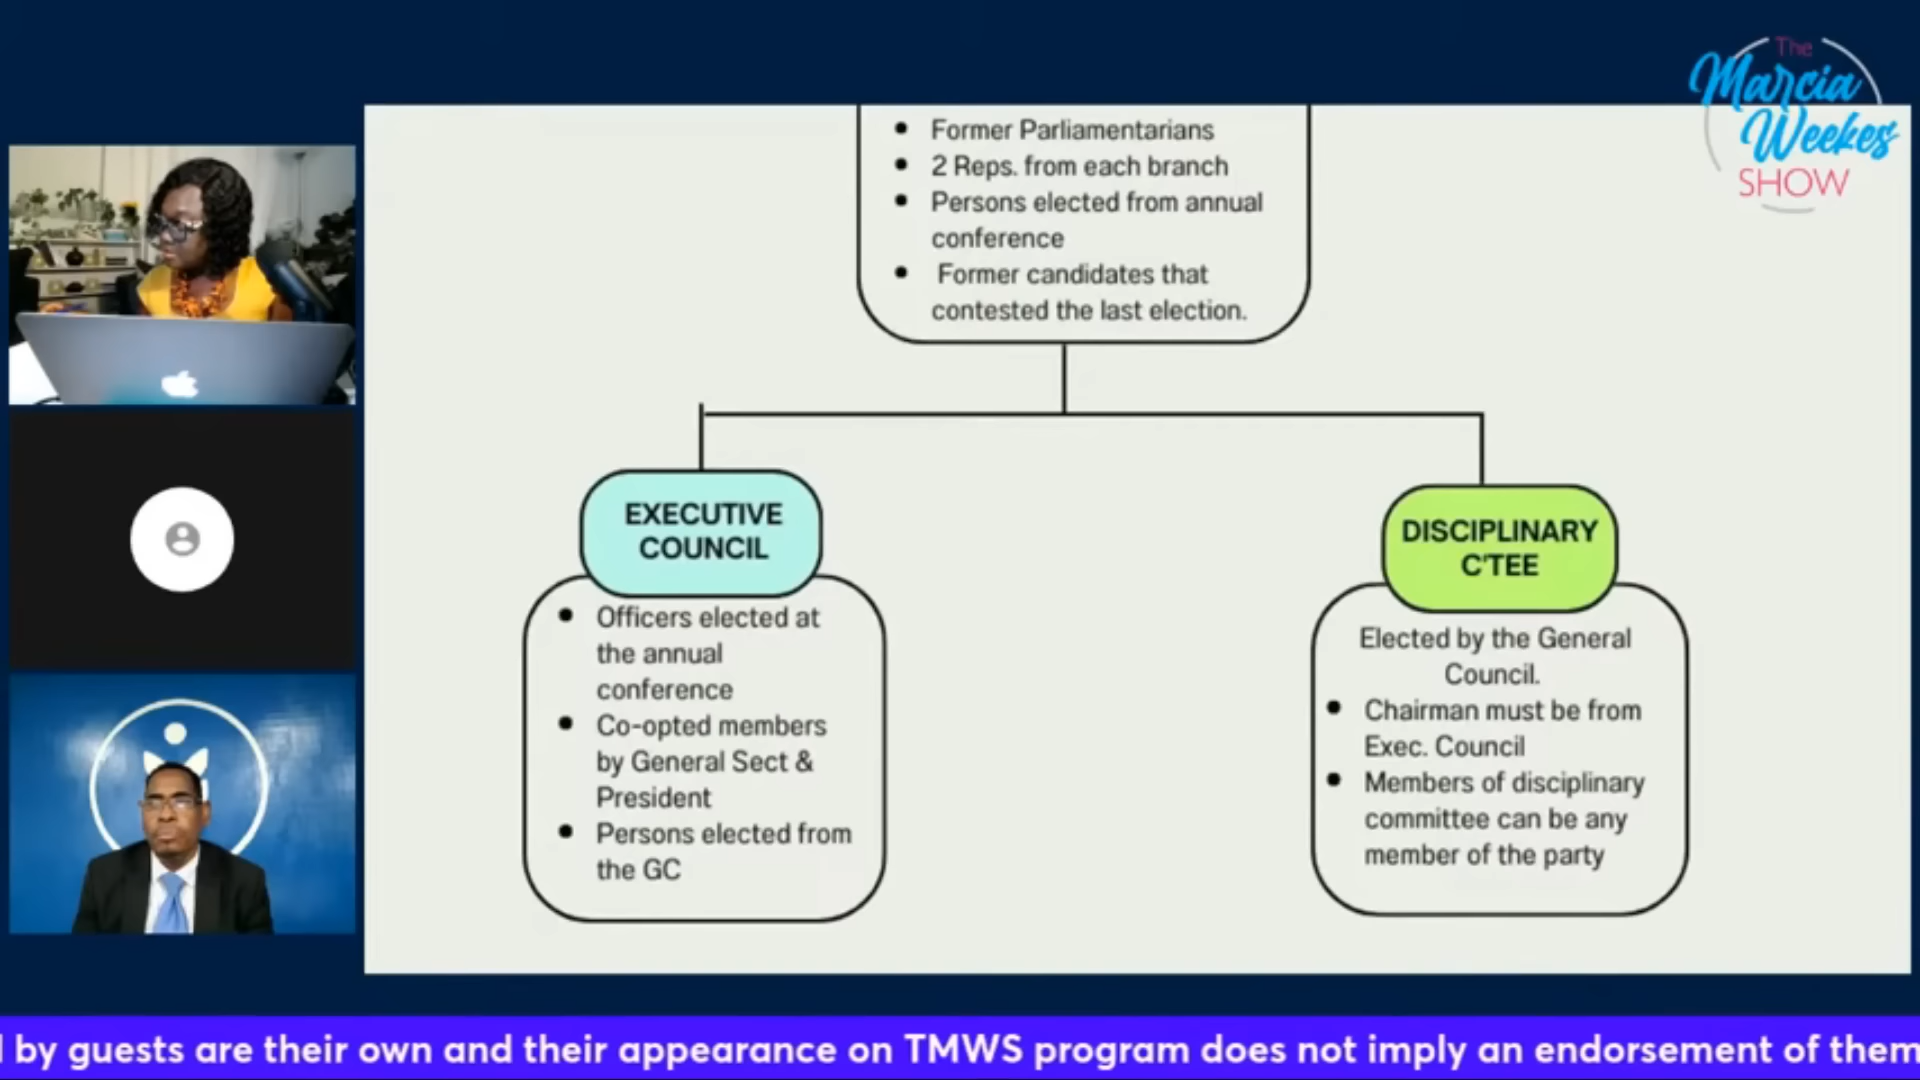 The
Marcia
Weekes
SHOW
Former Parliamentarians
2 Reps. from each branch
Persons elected from annual
conference
Former candidates that
contested the last election.
EXECUTIVE
COUNCIL
Officers elected at
the annual
conference
Co-opted members
by General Sect &
President
Persons elected from
the GC
DISCIPLINARY
C'TEE
Elected by the General
Council.
Chairman must be from
Exec. Council
Members of disciplinary
committee can be any
member of the party
by guests are their own and their appearance on TMWS program does not imply an endorsement of them